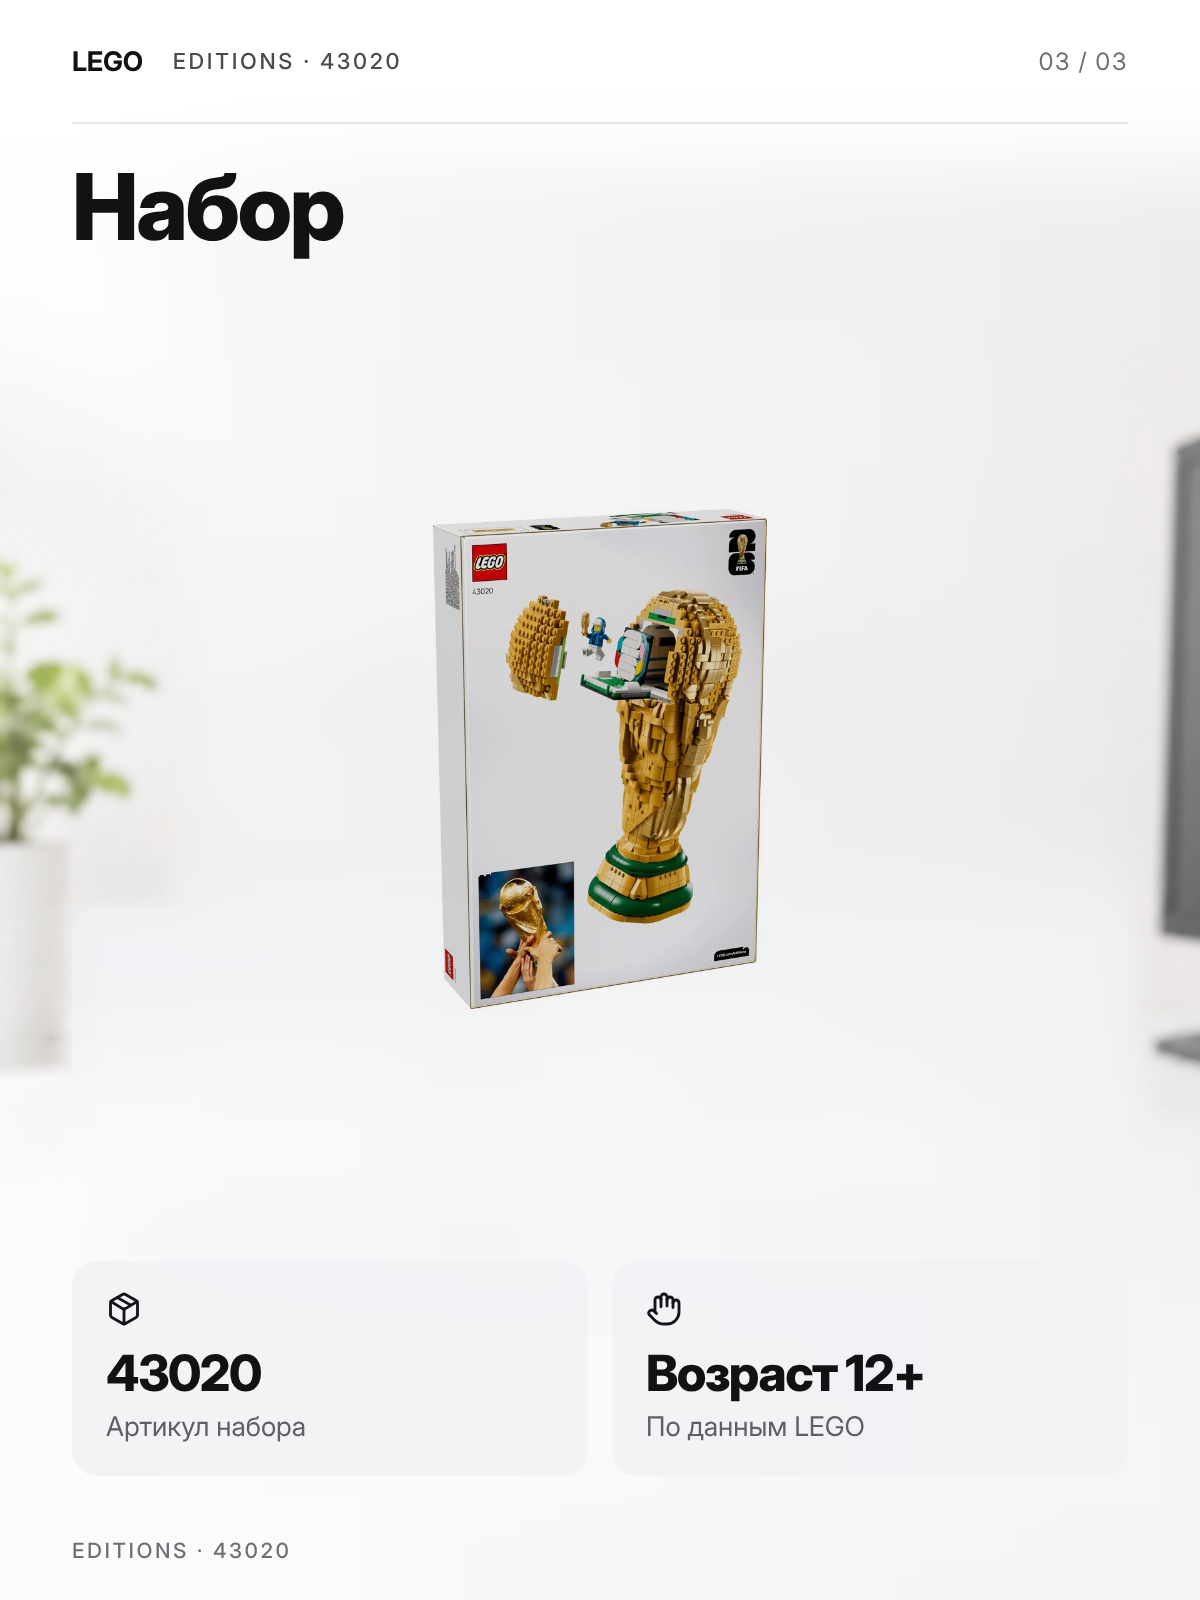 LEGO EDITIONS · 43020
03 / 03
Набор
LEGO
43020
FIFA
43020
Артикул набора
Возраст 12+
По данным LEGO
EDITIONS · 43020